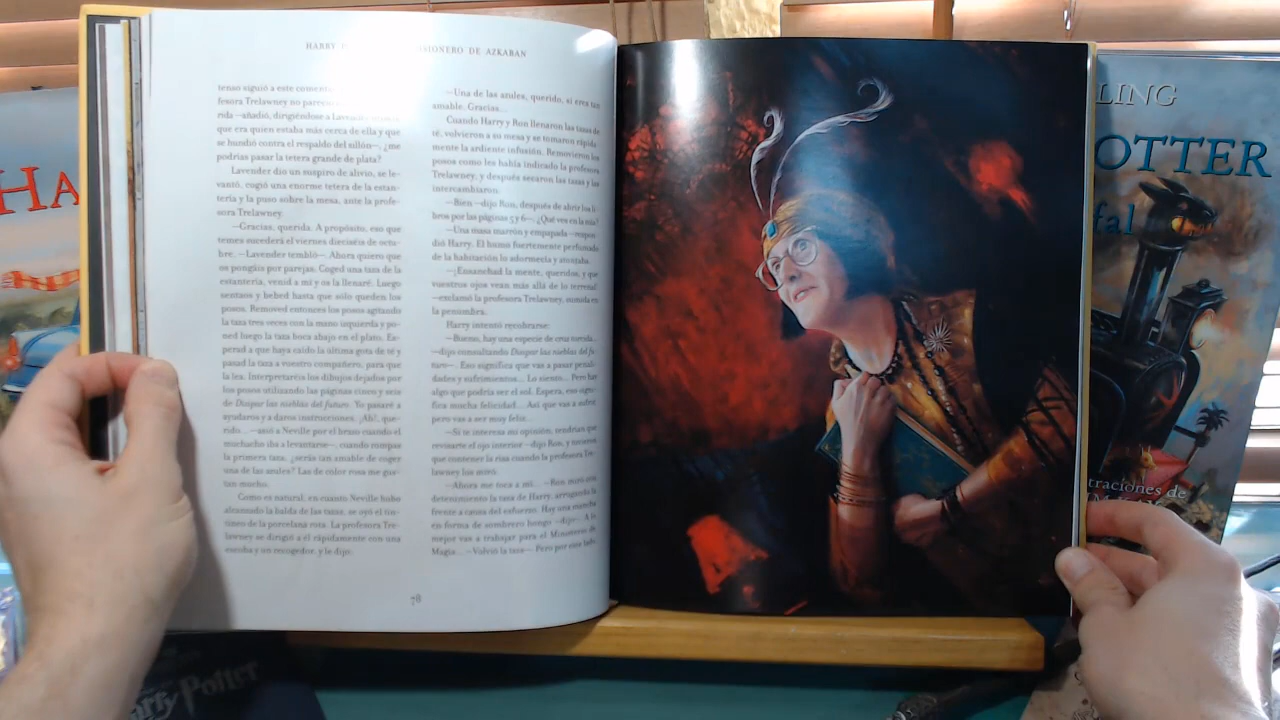 HARRY P SIONERO DE AZKABAN
tenso siguió a este comenta
fesora Trelawney no pareció
rida —añadió, dirigiéndose a Lavender
que era quien estaba más cerca de ella y que
se hundió contra el respaldo del sillón—, ¿me
podrías pasar la tetera grande de plata?
Lavender dio un suspiro de alivio, se le-
vantó, cogió una enorme tetera de la estan-
tería y la puso sobre la mesa, ante la profe-
sora Trelawney.
—Gracias, querida. A propósito, eso que
temes sucederá el viernes dieciséis de octu-
bre. —Lavender tembló—. Ahora quiero que
os pongáis por parejas. Coged una taza de la
estantería, venid a mí y os la llenaré. Luego
sentaos y bebed hasta que sólo queden los
posos. Removed entonces los posos agitando
la taza tres veces con la mano izquierda y po-
ned luego la taza boca abajo en el plato. Es-
perad a que haya caído la última gota de té y
pasad la taza a vuestro compañero, para que
la lea. Interpretaréis los dibujos dejados por
los posos utilizando las páginas cinco y seis
de Disipar las nieblas del futuro. Yo pasaré a
ayudaros y a daros instrucciones. ¡Ah!, que-
rido... —asió a Neville por el brazo cuando el
muchacho iba a levantarse—, cuando rompas
la primera taza, ¿serás tan amable de coger
una de las azules? Las de color rosa me gus-
tan mucho.
Como es natural, en cuanto Neville hubo
alcanzado la balda de las tazas, se oyó el tin-
tineo de la porcelana rota. La profesora Tre-
lawney se dirigió a él rápidamente con una
escoba y un recogedor, y le dijo:
—Una de las azules, querido, si eres tan
amable. Gracias...
Cuando Harry y Ron llenaron las tazas de
té, volvieron a su mesa y se tomaron rápida-
mente la ardiente infusión. Removieron los
posos como les había indicado la profesora
Trelawney, y después secaron las tazas y las
intercambiaron.
—Bien —dijo Ron, después de abrir los li-
bros por las páginas 5 y 6—. ¿Qué ves en la mía?
—Una masa marrón y empapada —respon-
dió Harry. El humo fuertemente perfumado
de la habitación lo adormecía y atontaba.
—¡Ensanchad la mente, queridos, y que
vuestros ojos vean más allá de lo terrenal!
—exclamó la profesora Trelawney, sumida en
la penumbra.
Harry intentó recobrarse:
—Bueno, hay una especie de cruz torcida...
—dijo consultando Disipar las nieblas del fu-
turo—. Eso significa que vas a pasar penali-
dades y sufrimientos... Lo siento... Pero hay
algo que podría ser el sol. Espera, eso signi-
fica mucha felicidad... Así que vas a sufrir,
pero vas a ser muy feliz...
—Si te interesa mi opinión, tendrían que
revisarte el ojo interior —dijo Ron, y tuvieron
que contener la risa cuando la profesora Tre-
lawney los miró.
—Ahora me toca a mí... —Ron miró con
detenimiento la taza de Harry, arrugando la
frente a causa del esfuerzo. Hay una mancha
en forma de sombrero hongo —dijo—. A lo
mejor vas a trabajar para el Ministerio de
Magia... —Volvió la taza—. Pero por este lado
78
HA
LING
OTTER
fal
traciones de
Harry Potter